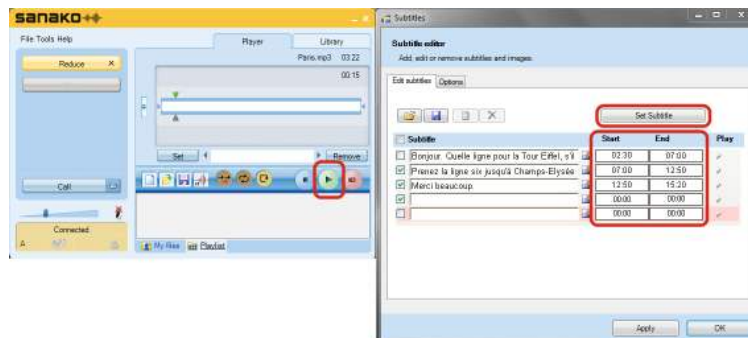 sanako
File Tools Help
Player
Library
Reduce X
Paris.mp3 03:22
00:15
Set
Remove
Call
Connected
A
My files
Playlist
Subtitles
Subtitle editor
Add, edit or remove subtitles and images.
Edit subtitles Options
Set Subtitle
Subtitle Start End Play
Bonjour. Quelle ligne pour la Tour Eiffel, s'il 02:30 07:00
Prenez la ligne six jusqu'à Champs-Elysée 07:00 12:50
Merci beaucoup. 12:50 15:20
00:00 00:00
00:00 00:00
Apply OK